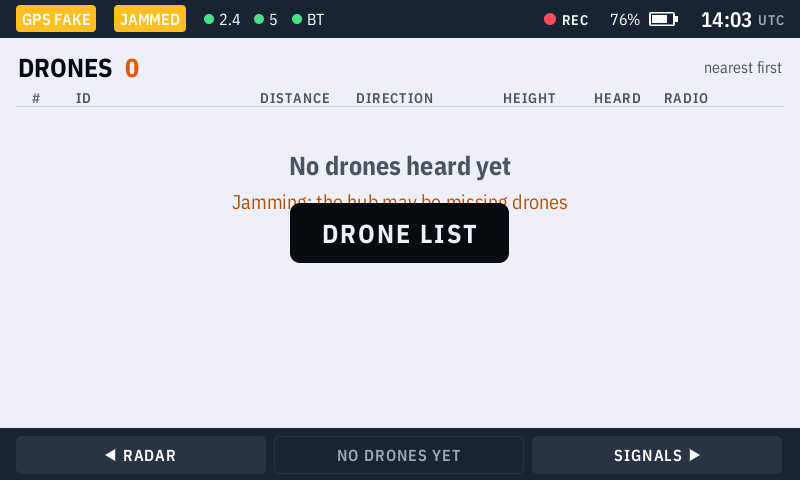 GPS FAKE JAMMED 2.4 5 BT REC 76% 14:03 UTC
DRONES 0 nearest first
# ID DISTANCE DIRECTION HEIGHT HEARD RADIO
No drones heard yet
Jamming: the hub may be missing drones
DRONE LIST
◀ RADAR NO DRONES YET SIGNALS ▶